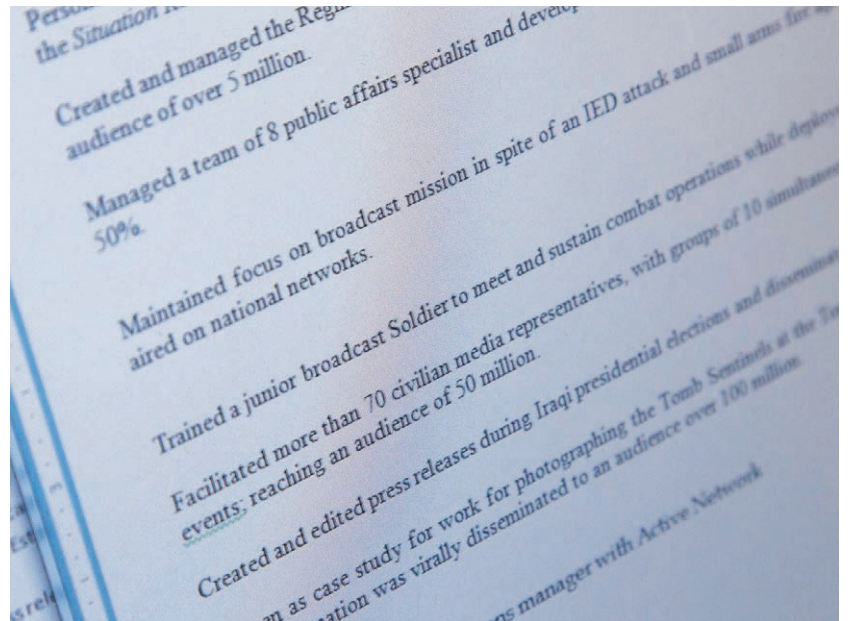 the Situation
Created and managed the
audience of over 5 million.
Managed a team of 8 public affairs specialist and
50%.
Maintained focus on broadcast mission in spite of an IED attack and small arms fire
aired on national networks.
Trained a junior broadcast Soldier to meet and sustain combat operations while
Facilitated more than 70 civilian media representatives, with groups of 10
events; reaching an audience of 50 million.
Created and edited press releases during Iraqi presidential elections and
as case study for work for photographing the Tomb Sentinels at the
was virally disseminated to an audience over 100 million
manager with Active Network